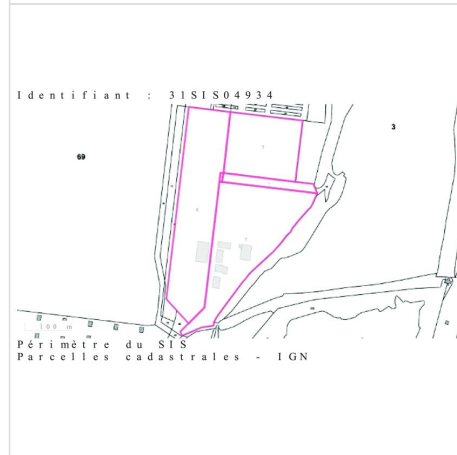 Identifiant : 31SIS04934
3
69
100 m
Périmètre du SIS
Parcelles cadastrales - IGN